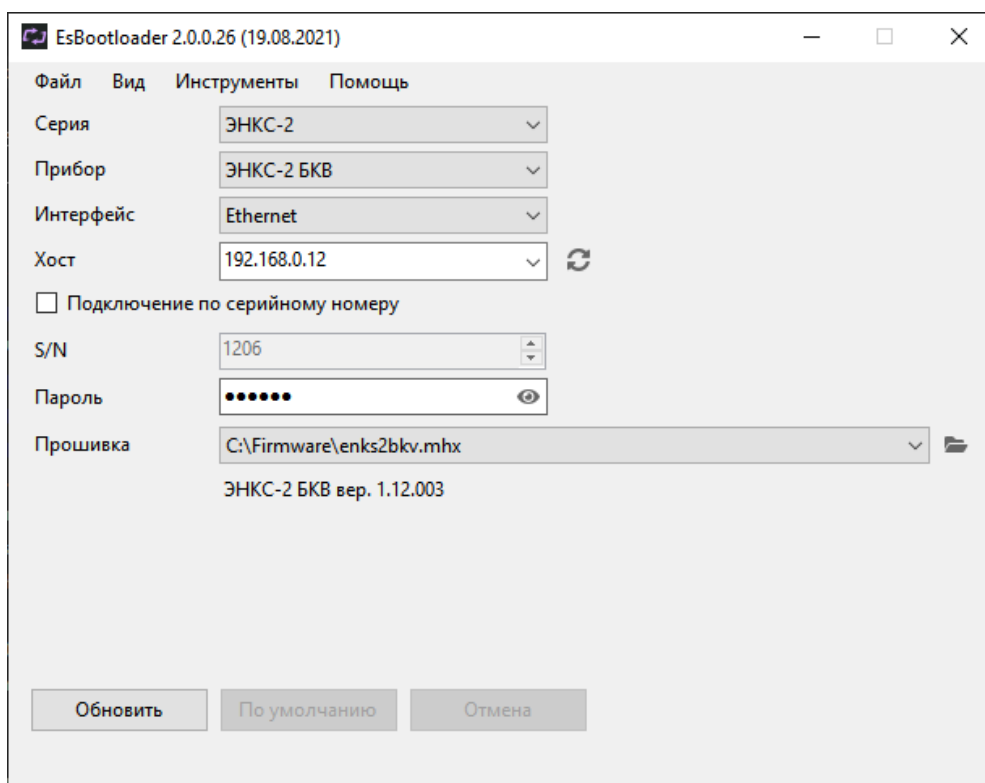 EsBootloader 2.0.0.26 (19.08.2021)
Файл Вид Инструменты Помощь
Серия ЭНКС-2
Прибор ЭНКС-2 БКВ
Интерфейс Ethernet
Хост 192.168.0.12
Подключение по серийному номеру
S/N 1206
Пароль ••••••
Прошивка C:\Firmware\enks2bkv.mhx
ЭНКС-2 БКВ вер. 1.12.003
Обновить По умолчанию Отмена